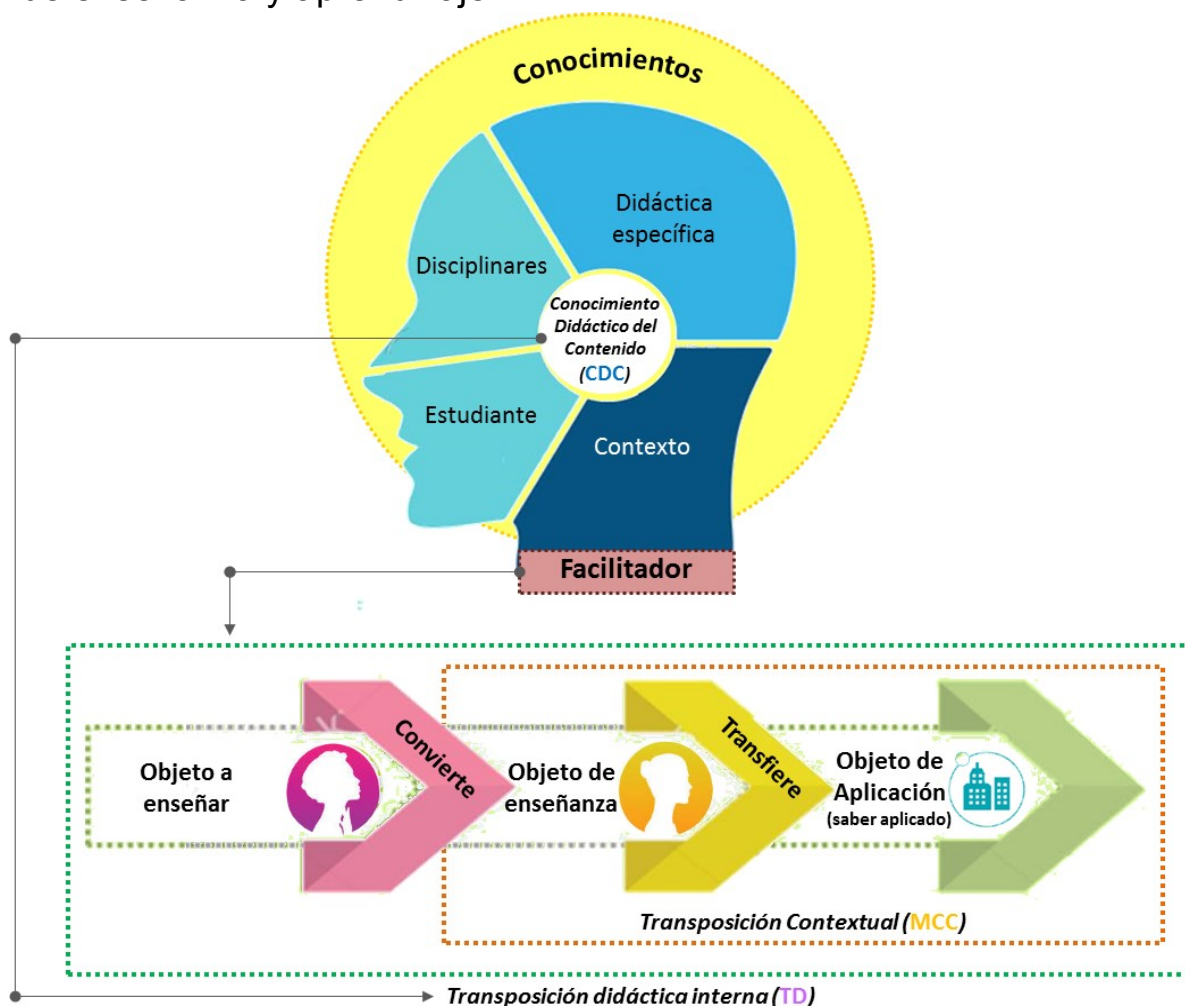 Conocimientos
Didáctica
específica
Disciplinares
Conocimiento
Didáctico del
Contenido
(CDC)
Estudiante
Contexto
Facilitador
Convierte
Transfiere
Objeto a
enseñar
Objeto de
enseñanza
Objeto de
Aplicación
(saber aplicado)
Transposición Contextual (MCC)
Transposición didáctica interna (TD)